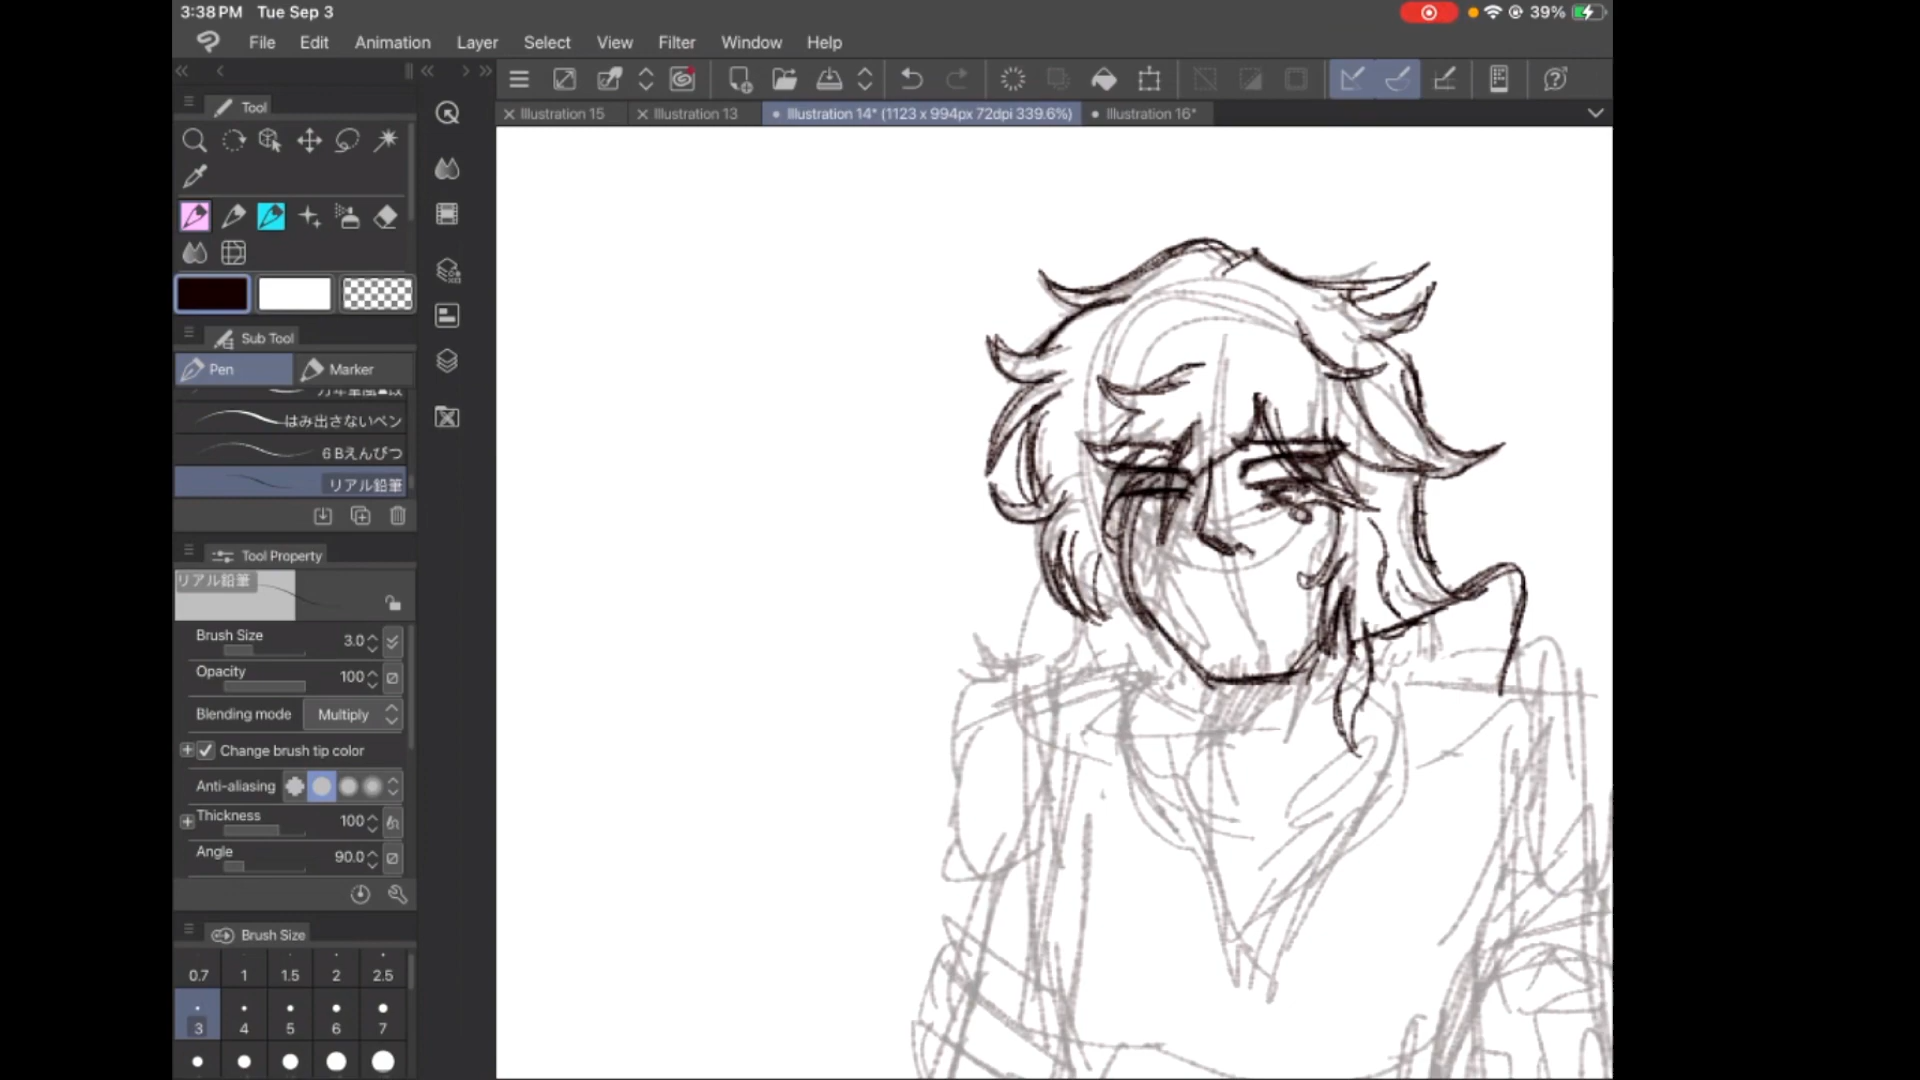 3:38 PM Tue Sep 3
39%
File Edit Animation Layer Select View Filter Window Help
Tool
Illustration 15
Illustration 13
Illustration 14* (1123 x 994px 72dpi 339.6%)
Illustration 16*
Sub Tool
Pen
Marker
はみ出さないペン
6Bえんぴつ
リアル鉛筆
Tool Property
リアル鉛筆
Brush Size 3.0
Opacity 100
Blending mode Multiply
Change brush tip color
Anti-aliasing
Thickness 100
Angle 90.0
Brush Size
0.7 1 1.5 2 2.5
3 4 5 6 7